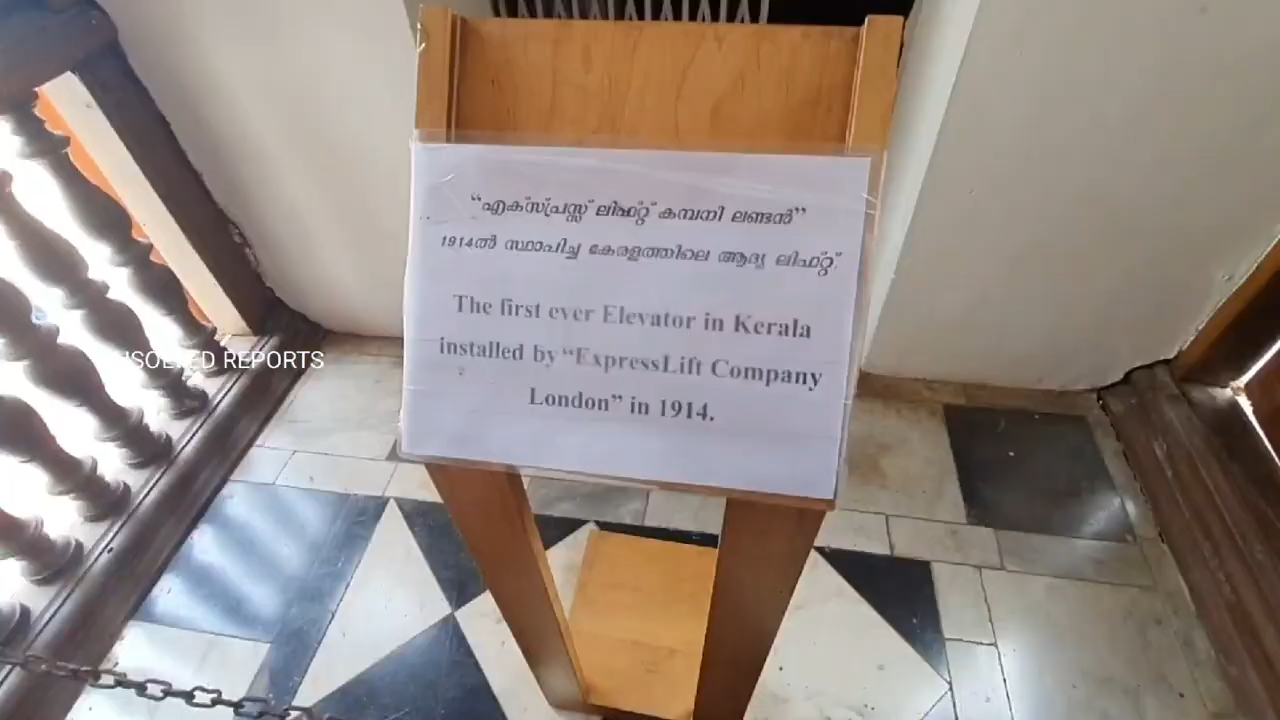 “എക്സ്പ്രസ്സ് ലിഫ്റ്റ് കമ്പനി ലണ്ടൻ”
1914ൽ സ്ഥാപിച്ച കേരളത്തിലെ ആദ്യ ലിഫ്റ്റ്.
The first ever Elevator in Kerala
installed by “ExpressLift Company
London” in 1914.
REPORTS